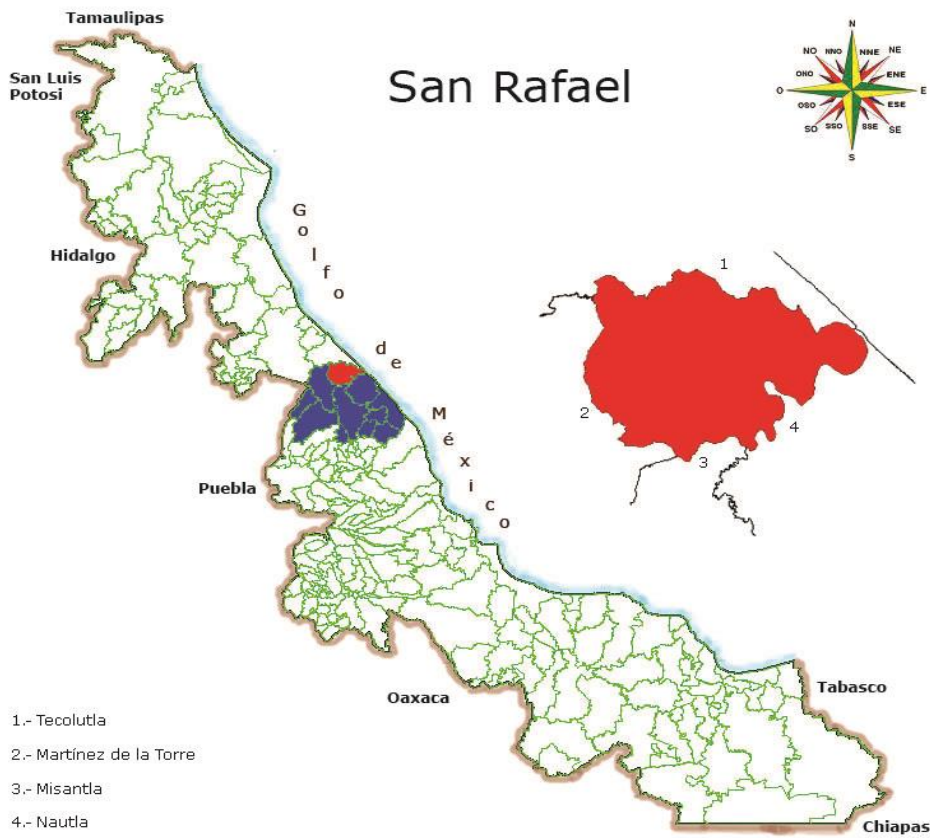 Tamaulipas
San Luis
Potosi
San Rafael
N
NNO
NNE
NO
NE
ONO
ENE
O
E
OSO
ESE
SO
SSO
SSE
SE
S
Golfo de México
Hidalgo
1
2
4
3
Puebla
Oaxaca
Tabasco
Chiapas
1.- Tecolutla
2.- Martínez de la Torre
3.- Misantla
4.- Nautla